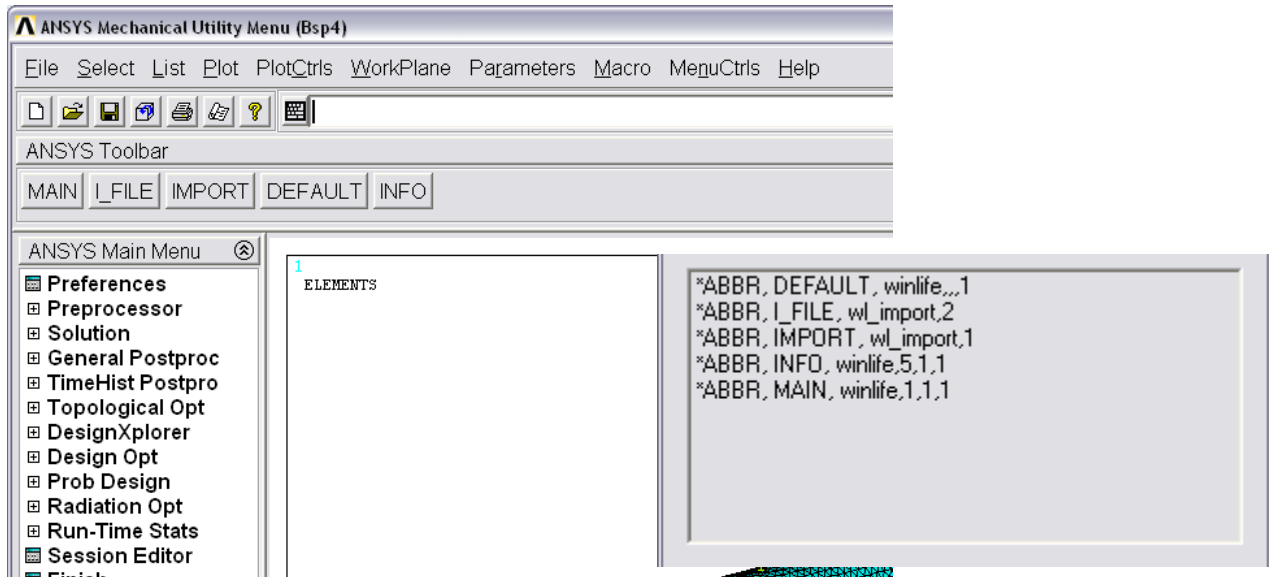 ANSYS Mechanical Utility Menu (Bsp4)
File Select List Plot PlotCtrls WorkPlane Parameters Macro MenuCtrls Help
ANSYS Toolbar
MAIN I_FILE IMPORT DEFAULT INFO
ANSYS Main Menu
Preferences
Preprocessor
Solution
General Postproc
TimeHist Postpro
Topological Opt
DesignXplorer
Design Opt
Prob Design
Radiation Opt
Run-Time Stats
Session Editor
Finish
1
ELEMENTS
*ABBR, DEFAULT, winlife,,,1
*ABBR, I_FILE, wl_import,2
*ABBR, IMPORT, wl_import,1
*ABBR, INFO, winlife,5,1,1
*ABBR, MAIN, winlife,1,1,1